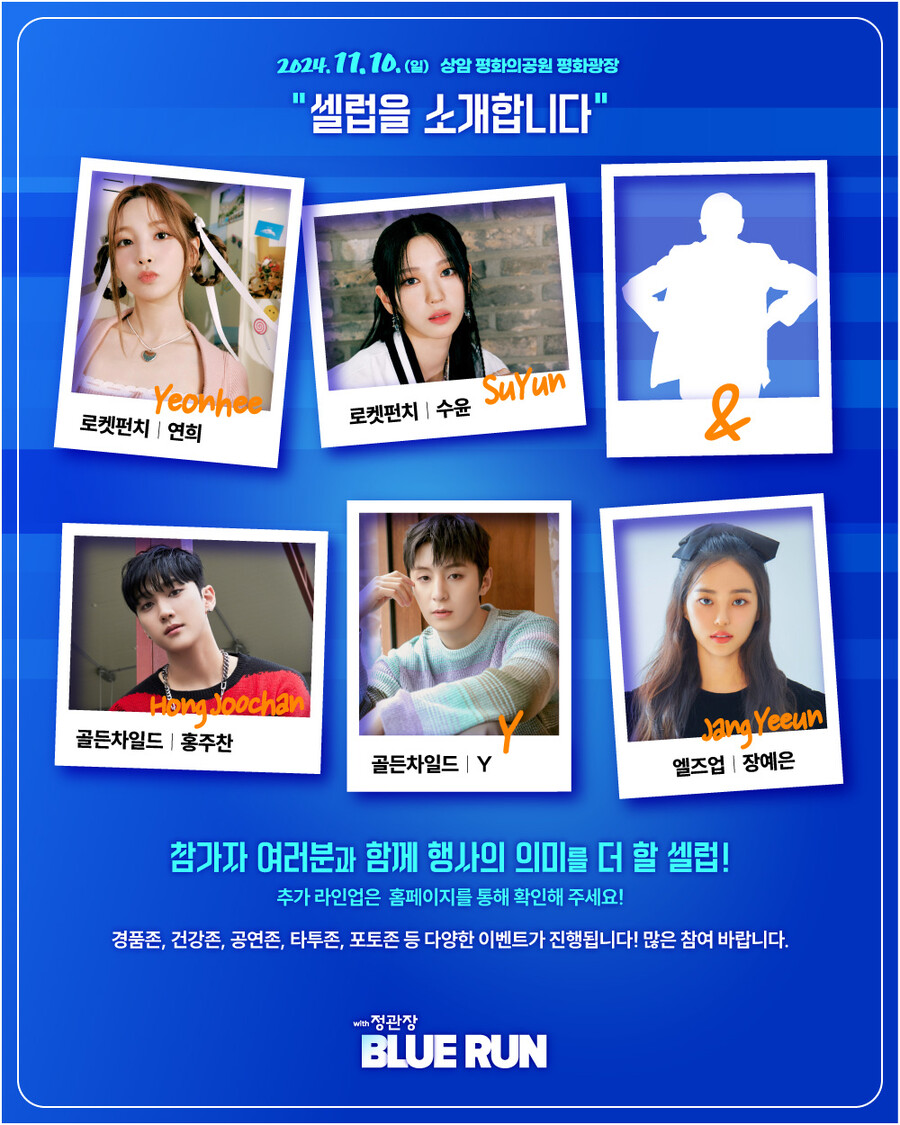 2024.11.10.(일) 상암 평화의공원 평화광장
"셀럽을 소개합니다"
Yeonhee
로켓펀치 | 연희
SuYun
로켓펀치 | 수윤
&
HongJoochan
골든차일드 | 홍주찬
Y
골든차일드 | Y
JangYeeun
엘즈업 | 장예은
참가자 여러분과 함께 행사의 의미를 더 할 셀럽!
추가 라인업은 홈페이지를 통해 확인해 주세요!
경품존, 건강존, 공연존, 타투존, 포토존 등 다양한 이벤트가 진행됩니다! 많은 참여 바랍니다.
with 정관장
BLUE RUN